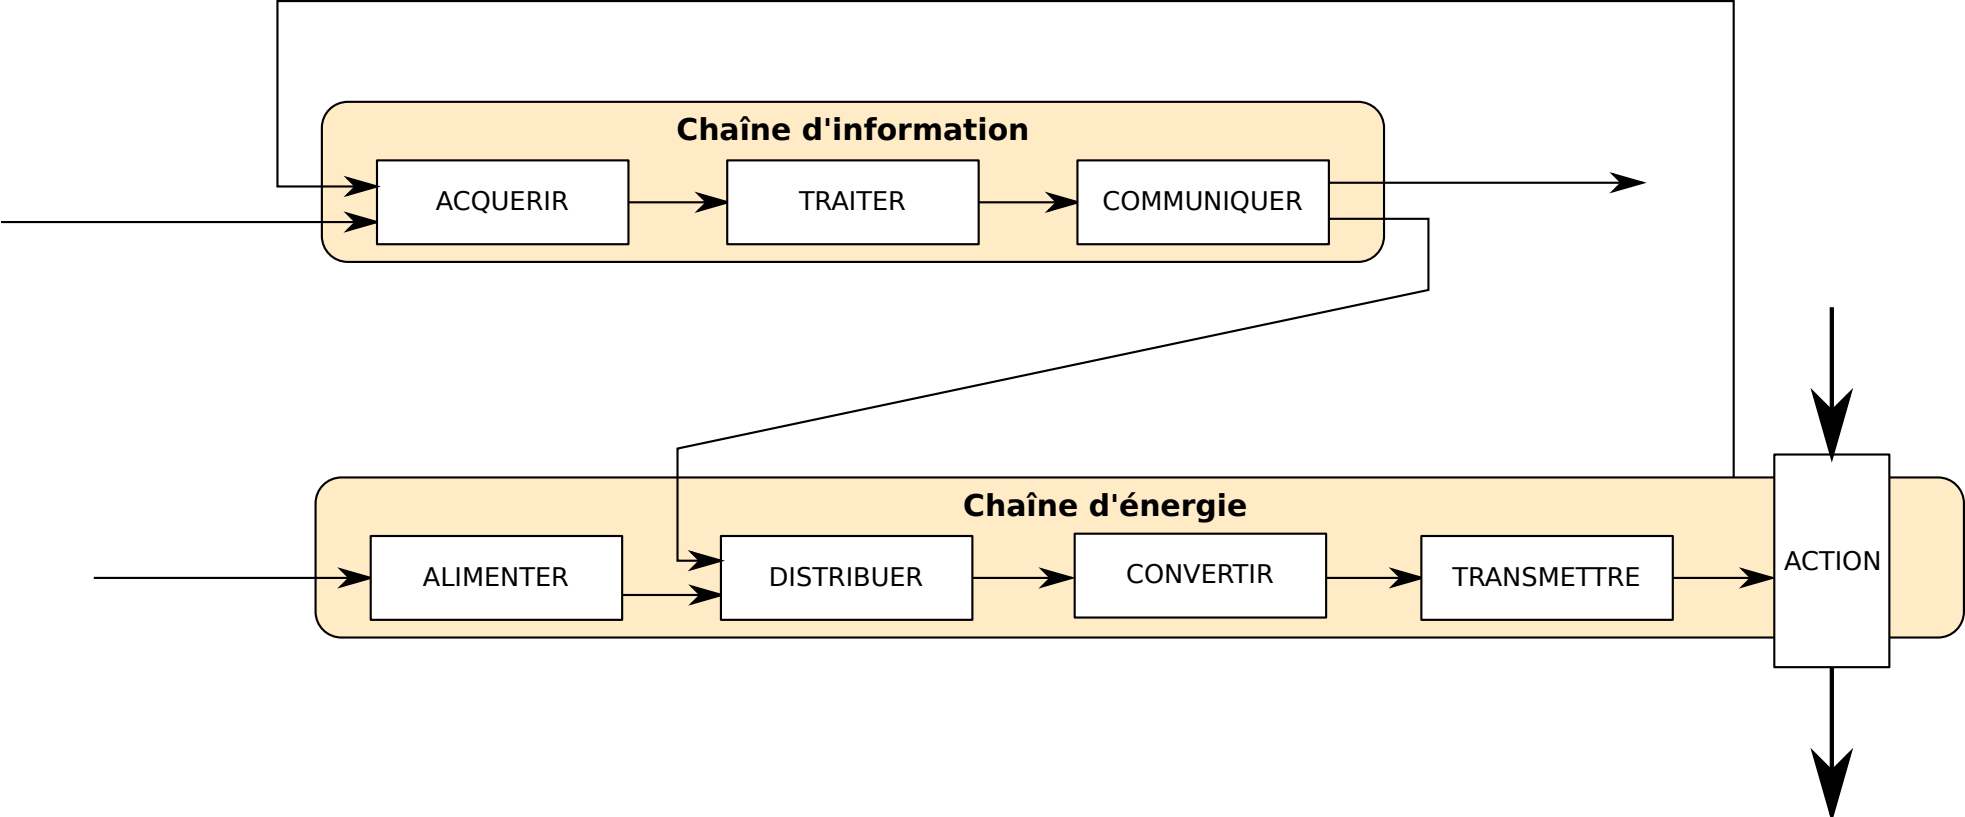 Chaîne d'information
ACQUERIR
TRAITER
COMMUNIQUER
Chaîne d'énergie
ALIMENTER
DISTRIBUER
CONVERTIR
TRANSMETTRE
ACTION